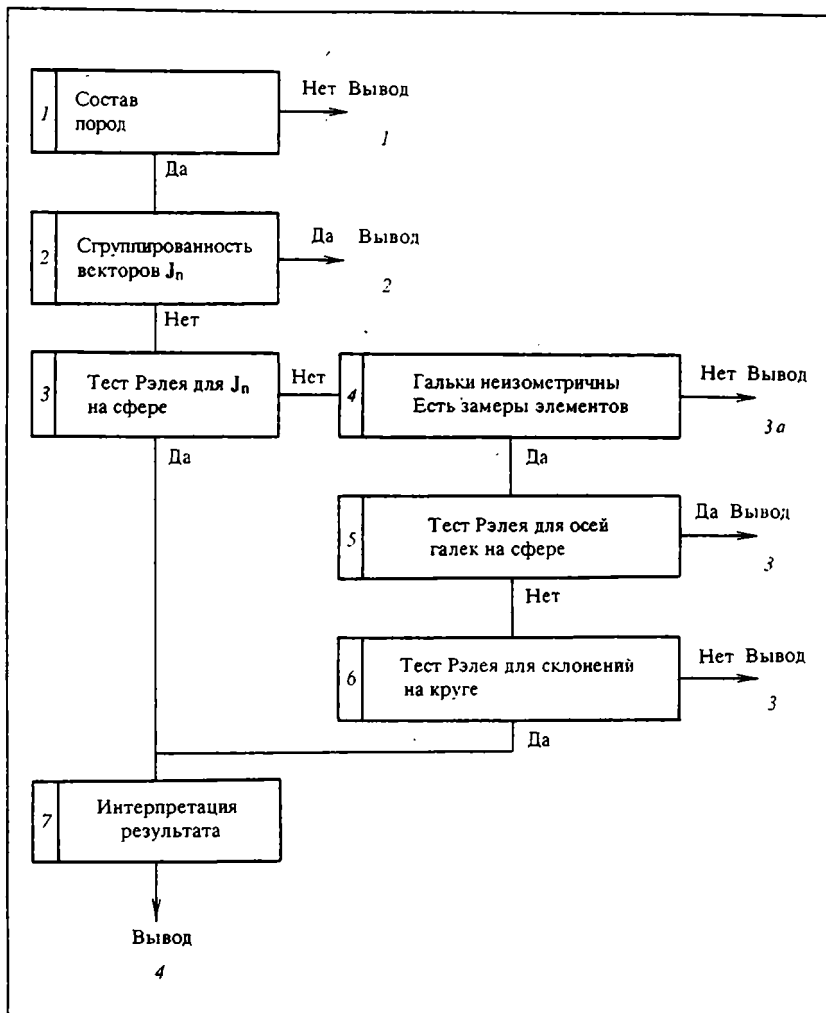 1 Состав
пород
Нет Вывод
1
Да
2 Сгруппированность
векторов Jn
Да Вывод
2
Нет
3 Тест Рэлея для Jn
на сфере
Нет
4 Гальки неизометричны
Есть замеры элементов
Нет Вывод
3а
Да
Да
5 Тест Рэлея для осей
галек на сфере
Да Вывод
3
Нет
6 Тест Рэлея для склонений
на круге
Нет Вывод
3
Да
7 Интерпретация
результата
Вывод
4